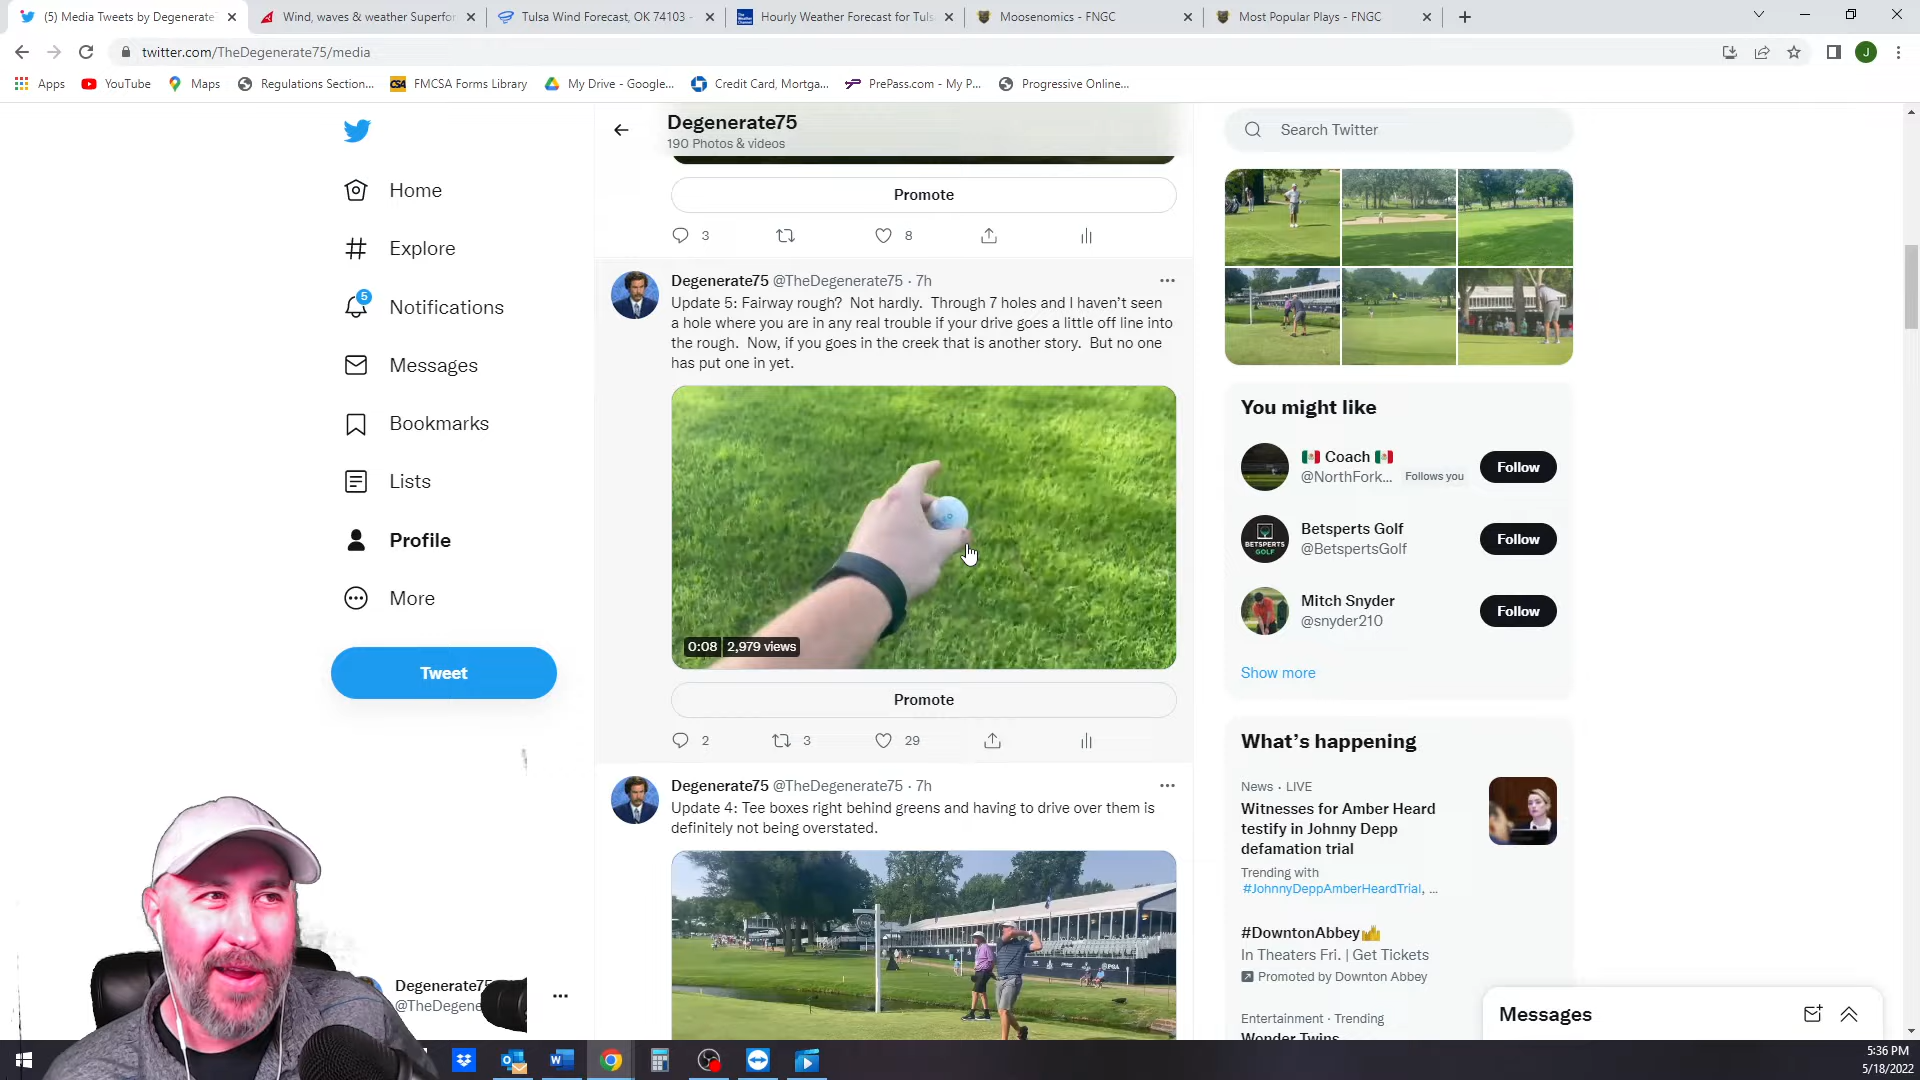 (5) Media Tweets by Degenerate
Wind, waves & weather Superfor
Tulsa Wind Forecast, OK 74103 -
Hourly Weather Forecast for Tuls
Moosenomics - FNGC
Most Popular Plays - FNGC
twitter.com/TheDegenerate75/media
J
Apps
YouTube
Maps
Regulations Section...
CSA
FMCSA Forms Library
My Drive - Google...
Credit Card, Mortga...
PrePass.com - My P...
Progressive Online...
Home
Explore
5
Notifications
Messages
Bookmarks
Lists
Profile
More
Tweet
Degenerate75
@TheDegene
Degenerate75
190 Photos & videos
Promote
3
8
Degenerate75 @TheDegenerate75 · 7h
Update 5: Fairway rough? Not hardly. Through 7 holes and I haven't seen
a hole where you are in any real trouble if your drive goes a little off line into
the rough. Now, if you goes in the creek that is another story. But no one
has put one in yet.
0:08
2,979 views
Promote
2
3
29
Degenerate75 @TheDegenerate75 · 7h
Update 4: Tee boxes right behind greens and having to drive over them is
definitely not being overstated.
Search Twitter
You might like
Coach
@NorthFork...
Follows you
Follow
BETSPERTS
GOLF
Betsperts Golf
@BetspertsGolf
Follow
Mitch Snyder
@snyder210
Follow
Show more
What's happening
News · LIVE
Witnesses for Amber Heard
testify in Johnny Depp
defamation trial
Trending with
#JohnnyDeppAmberHeardTrial, ...
#DowntonAbbey
In Theaters Fri. | Get Tickets
Promoted by Downton Abbey
Entertainment · Trending
Wonder Twins
Messages
5:36 PM
5/18/2022